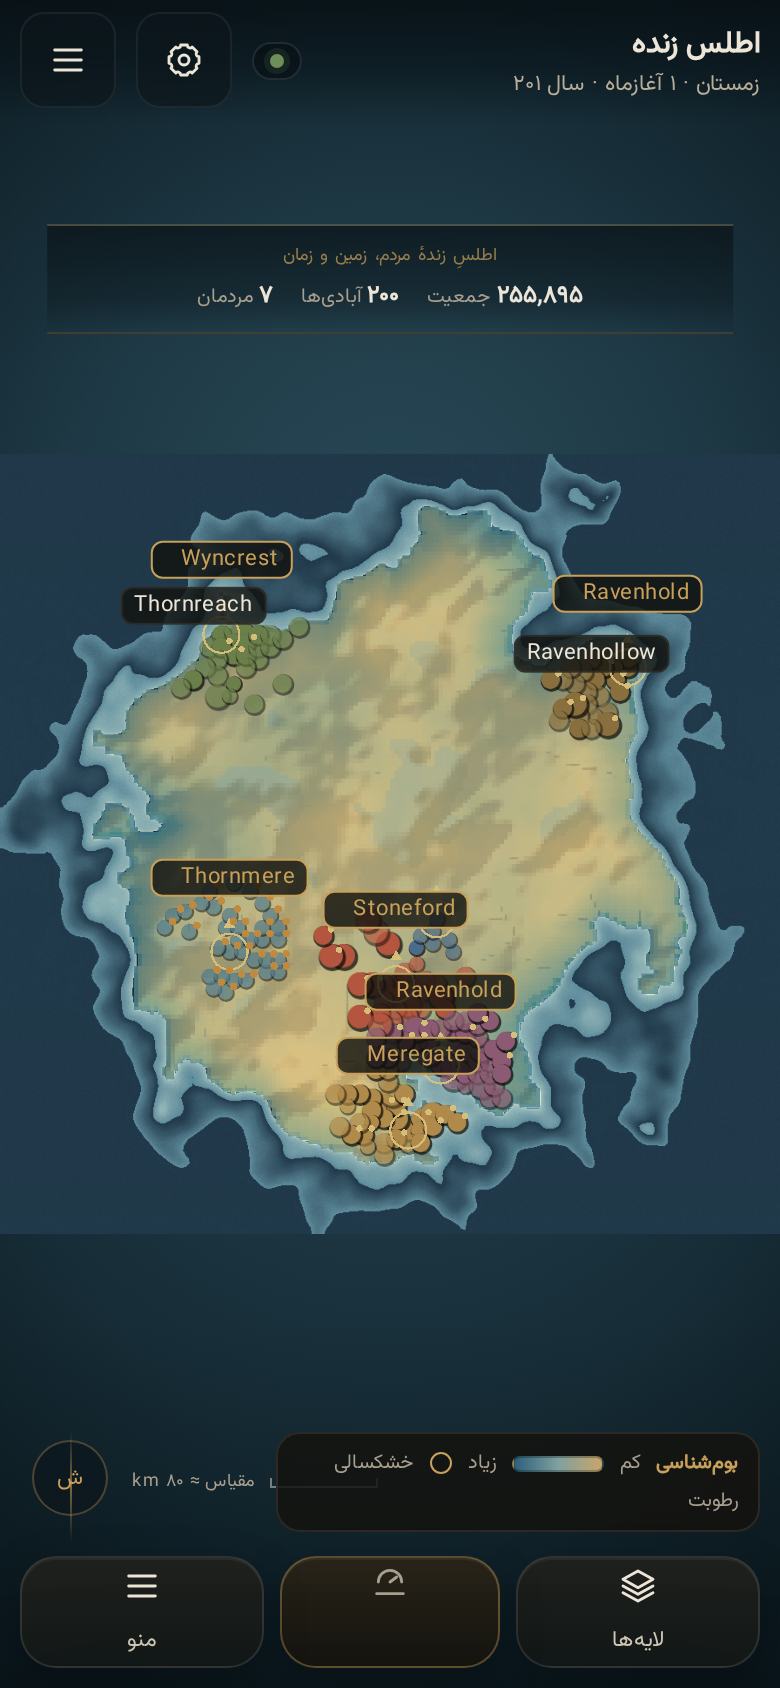 اطلس زنده
زمستان · ۱ آغازماه · سال ۲۰۱
اطلسِ زندهٔ مردم، زمین و زمان
۲۵۵,۸۹۵ جمعیت ۲۰۰ آبادی‌ها ۷ مردمان
Wyncrest
Ravenhold
Thornreach
Ravenhollow
Thornmere
Stoneford
Ravenhold
Meregate
بوم‌شناسی کم زیاد خشکسالی
رطوبت
مقیاس ≈ ۸۰ km
ش
لایه‌ها
منو